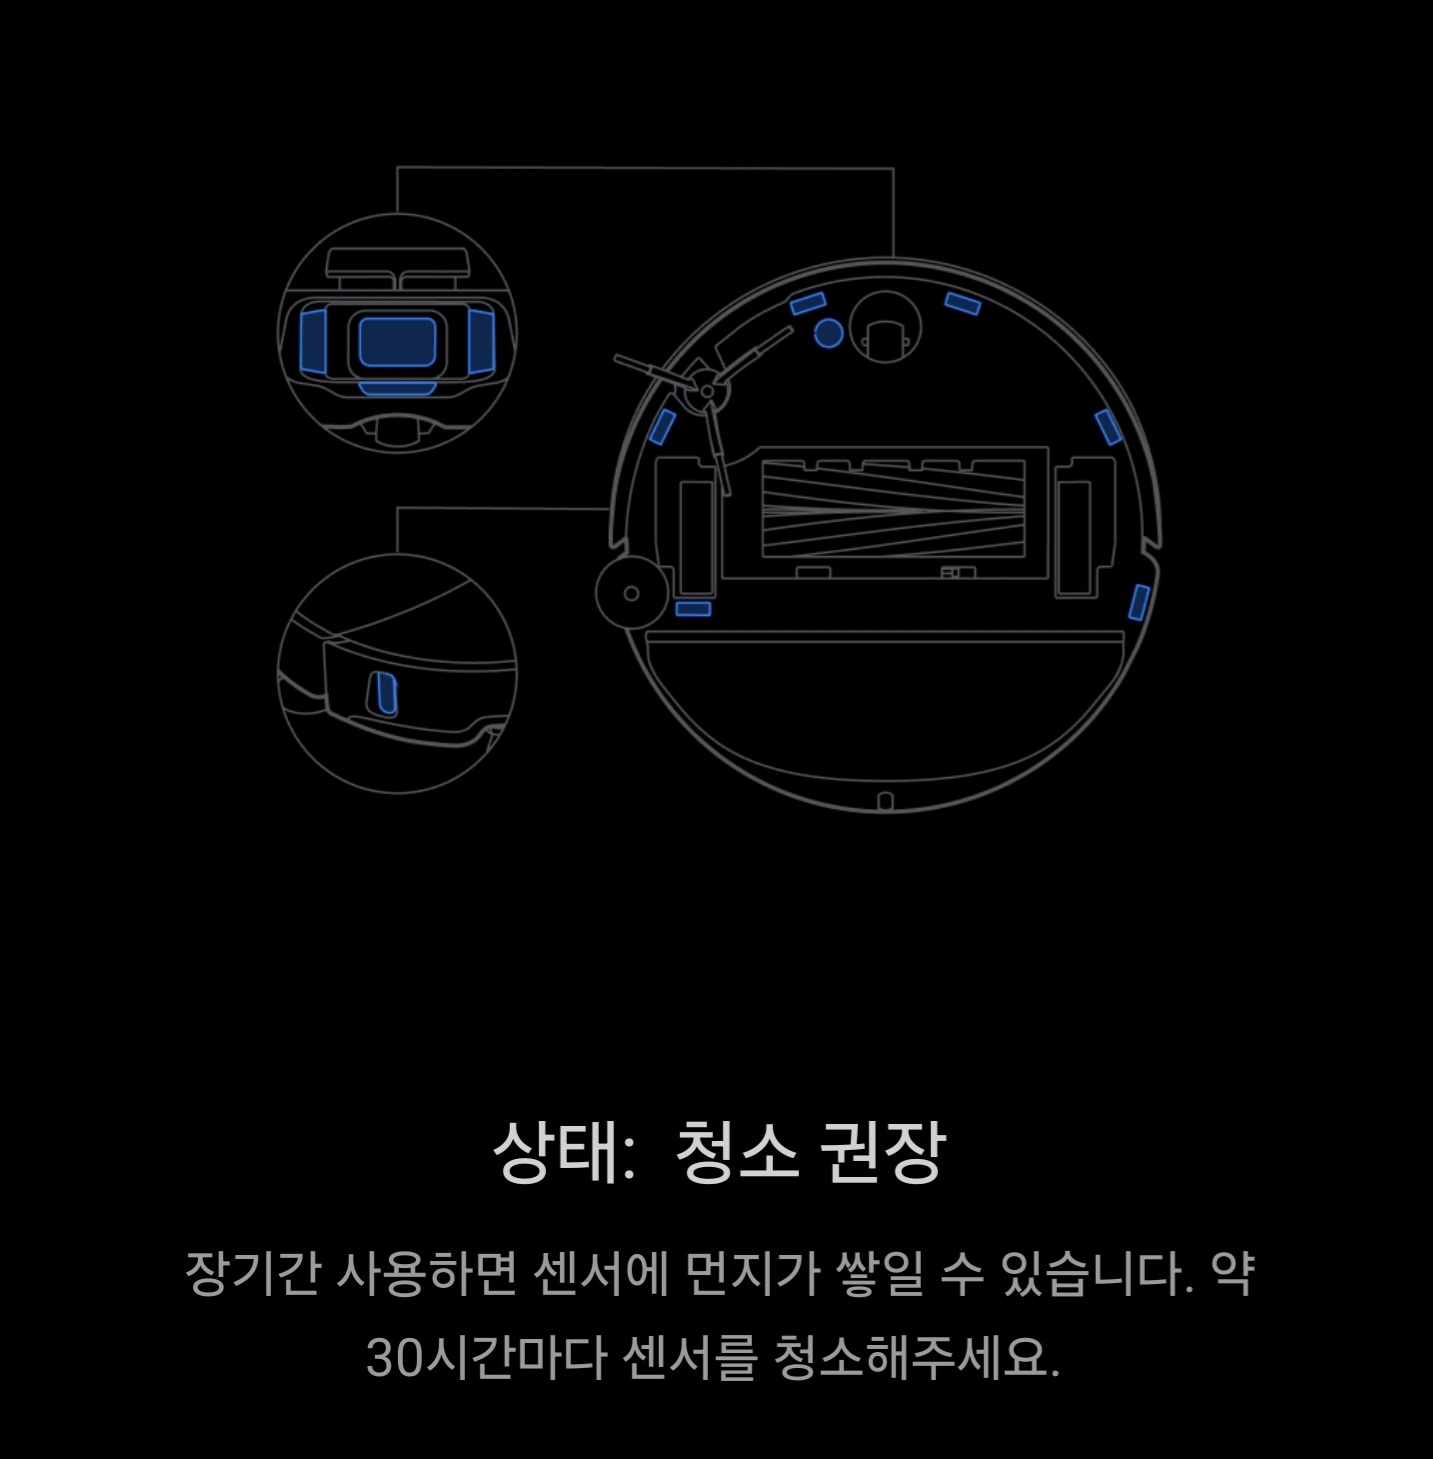 상태: 청소 권장
장기간 사용하면 센서에 먼지가 쌓일 수 있습니다. 약
30시간마다 센서를 청소해주세요.